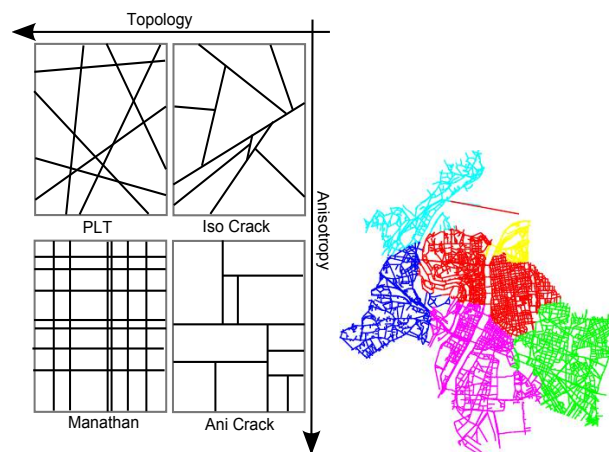 Topology
PLT
Iso Crack
Anisotropy
Manathan
Ani Crack